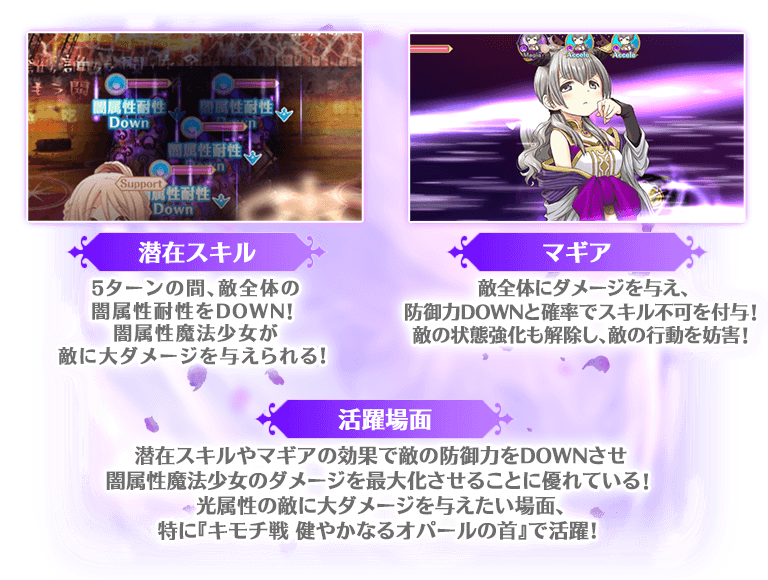 闇属性耐性
Down
闇属性耐性
Down
闇属性耐性
Support
属性耐性
Down
Magia
Accele
Accele
潜在スキル
5ターンの間、敵全体の
闇属性耐性をDOWN!
闇属性魔法少女が
敵に大ダメージを与えられる!
マギア
敵全体にダメージを与え、
防御力DOWNと確率でスキル不可を付与!
敵の状態強化も解除し、敵の行動を妨害!
活躍場面
潜在スキルやマギアの効果で敵の防御力をDOWNさせ
闇属性魔法少女のダメージを最大化させることに優れている!
光属性の敵に大ダメージを与えたい場面、
特に『キモチ戦 健やかなるオパールの首』で活躍!